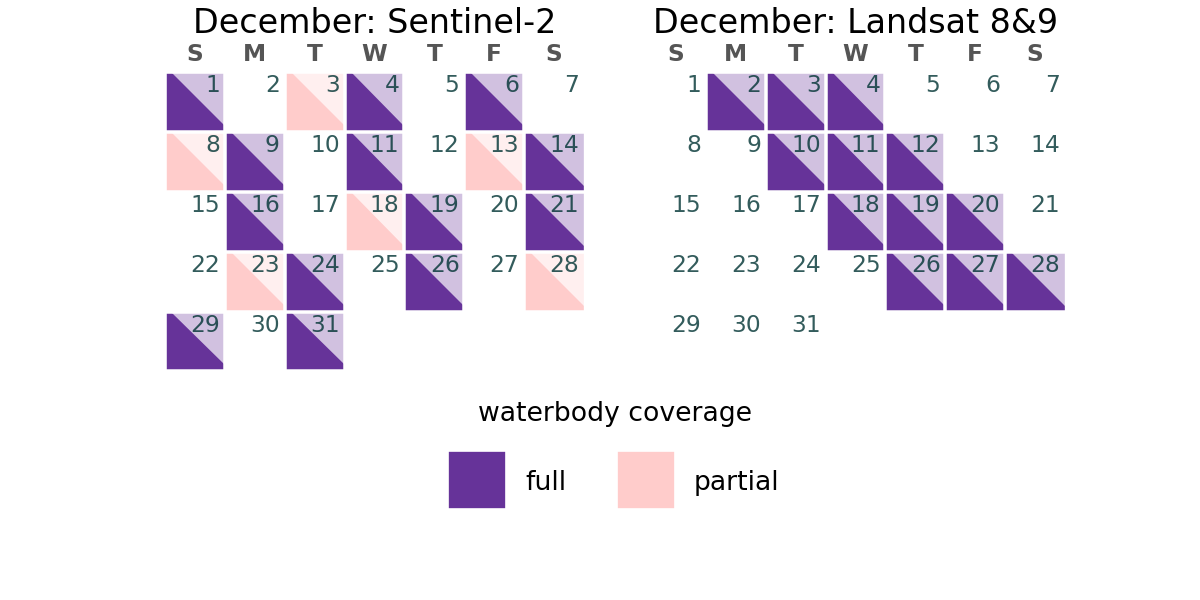 December: Sentinel-2
S M T W T F S
1 2 3 4 5 6 7
8 9 10 11 12 13 14
15 16 17 18 19 20 21
22 23 24 25 26 27 28
29 30 31
December: Landsat 8&9
S M T W T F S
1 2 3 4 5 6 7
8 9 10 11 12 13 14
15 16 17 18 19 20 21
22 23 24 25 26 27 28
29 30 31
waterbody coverage
full
partial